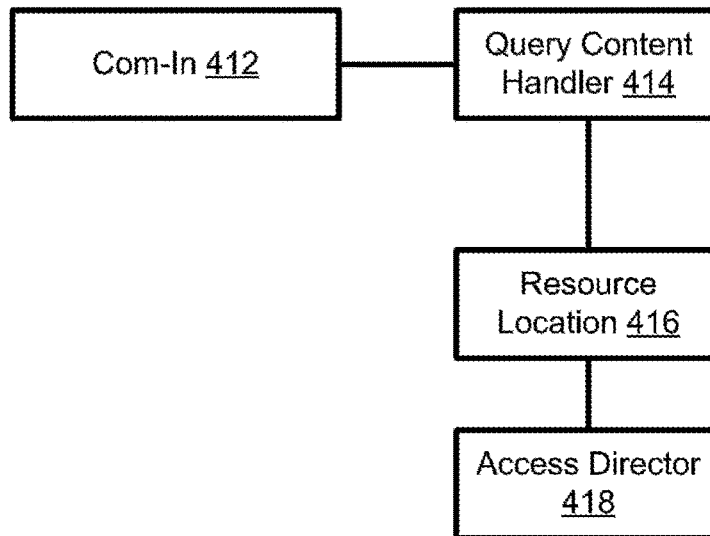 Com-In 412
Query Content
Handler 414
Resource
Location 416
Access Director
418